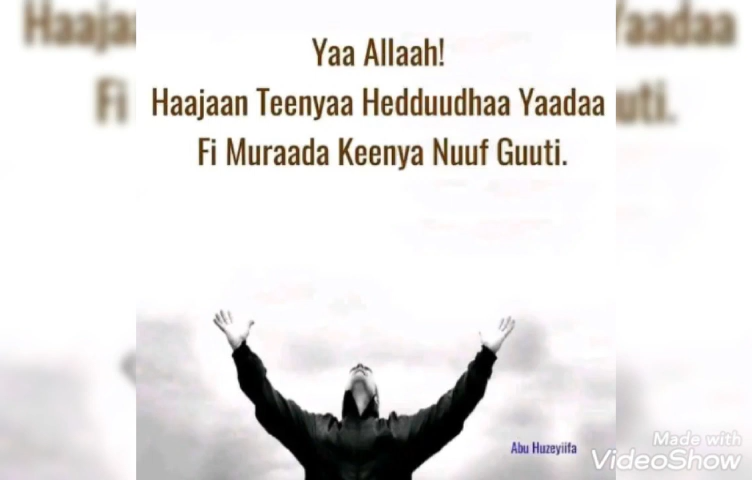 Yaa Allaah!
Haajaan Teenyaa Hedduudhaa Yaadaa
Fi Muraada Keenya Nuuf Guuti.
Abu Huzeyiifa
Made with
VideoShow